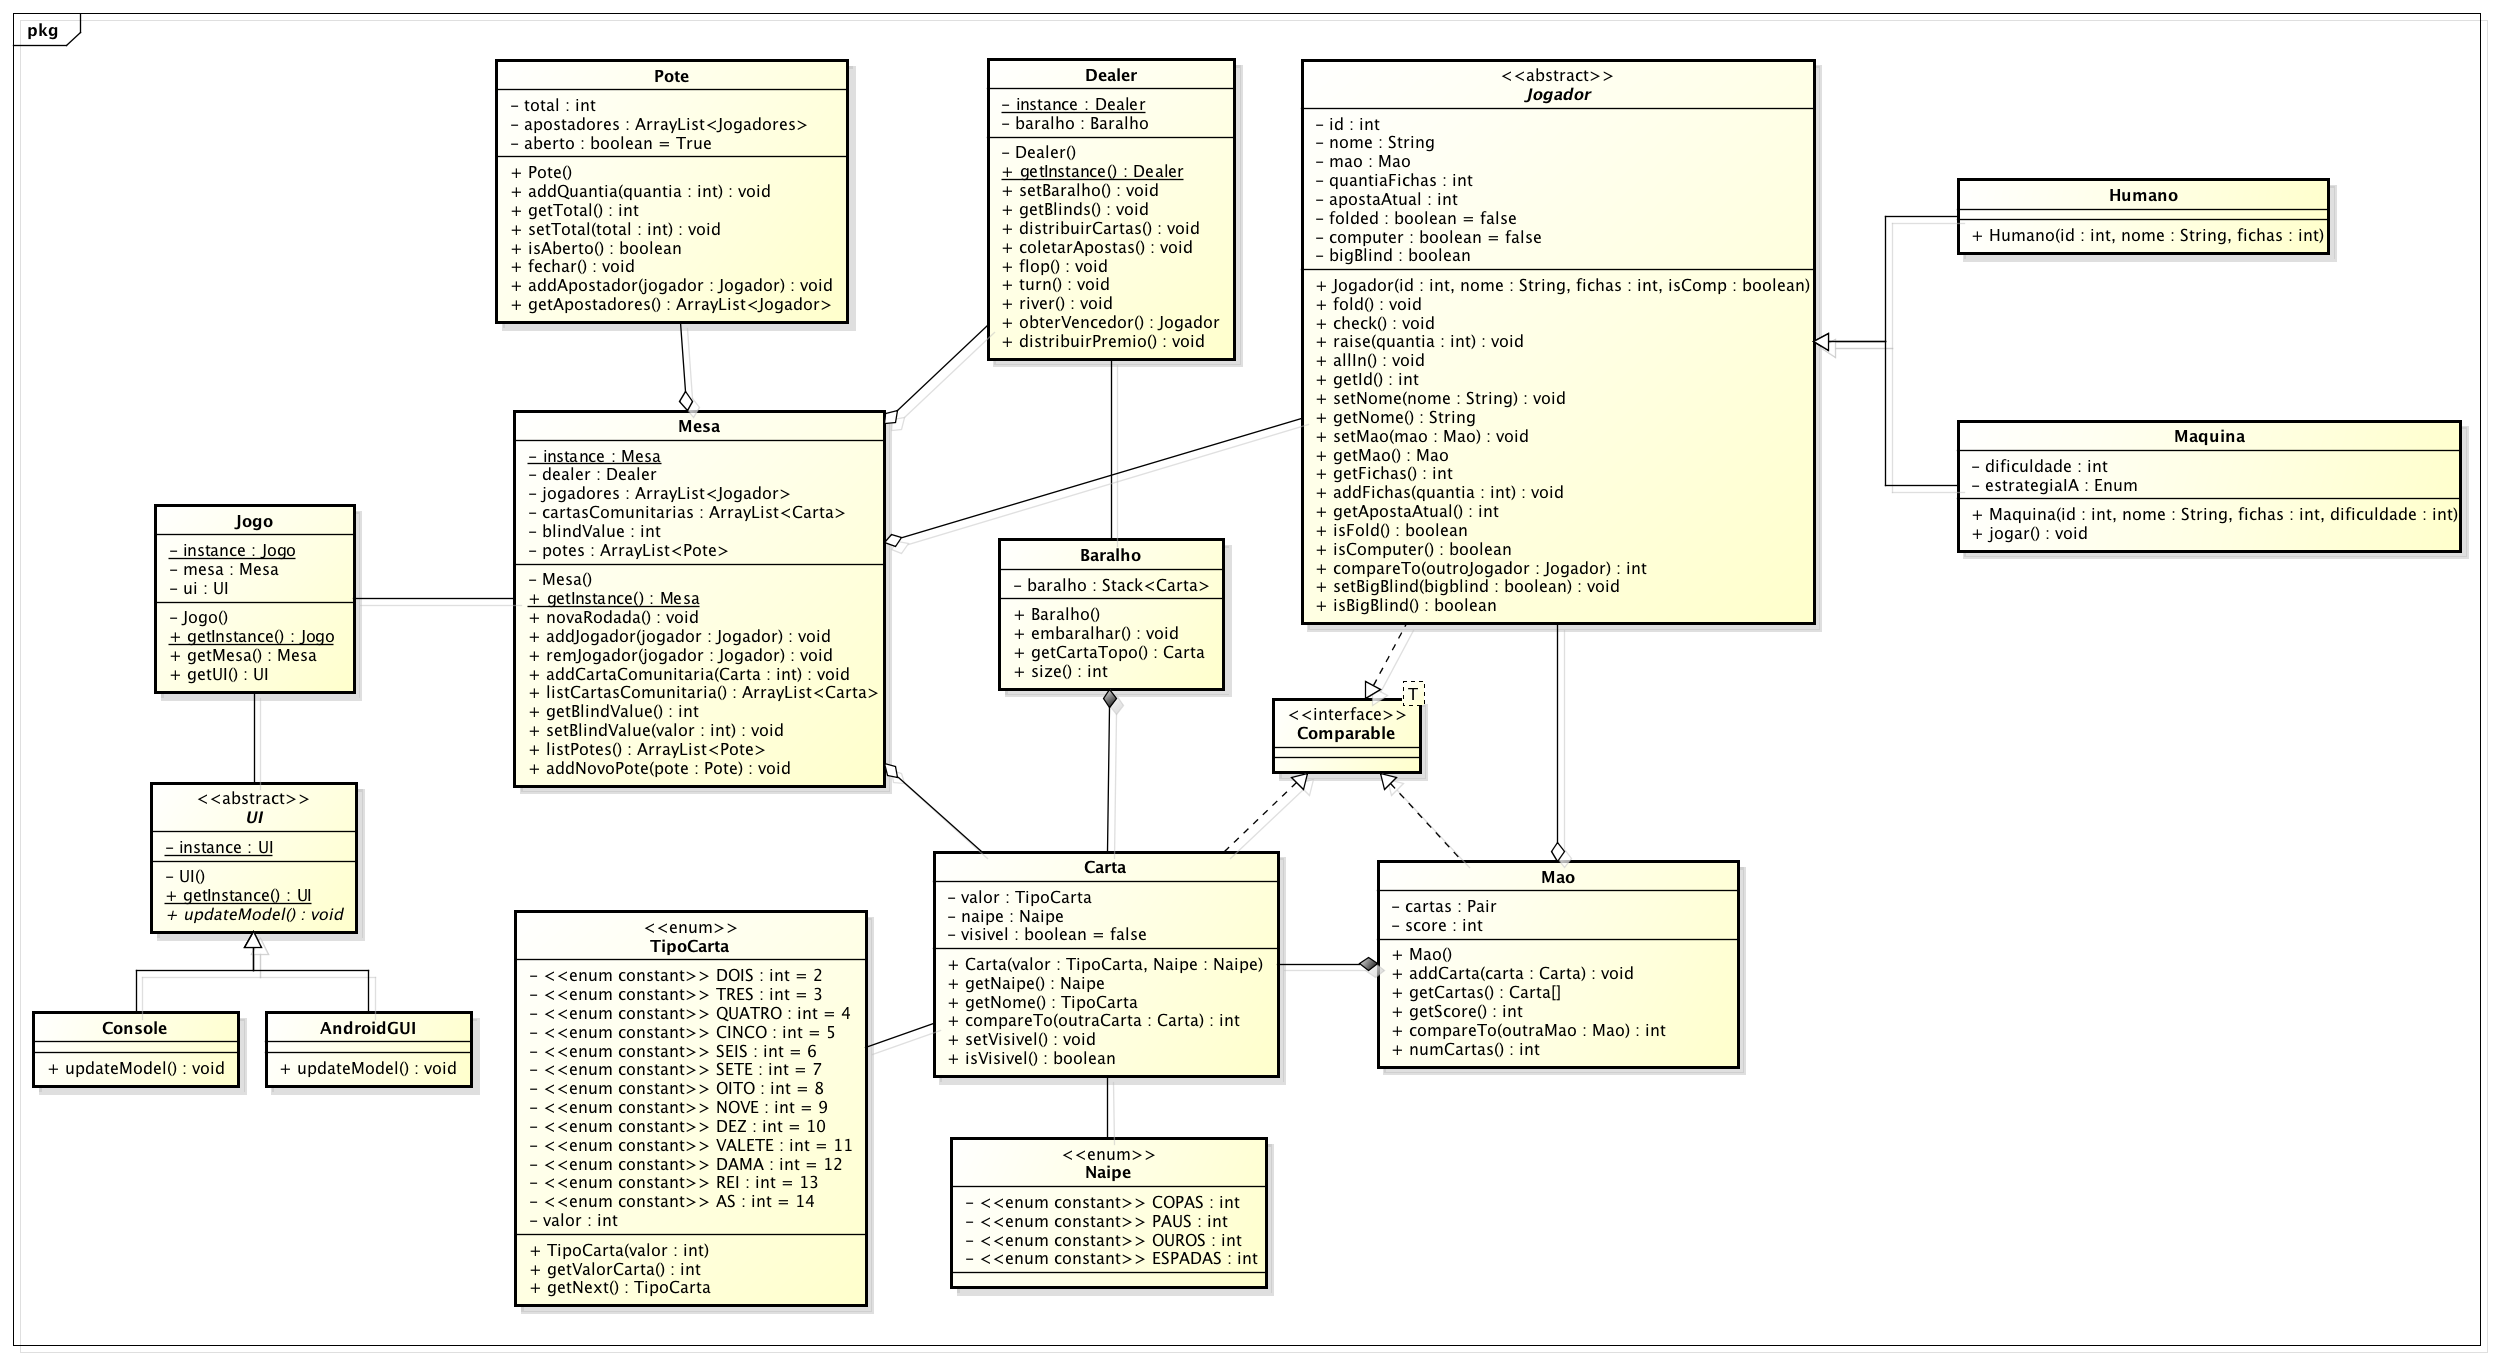 pkg
Pote
– total : int
– apostadores : ArrayList<Jogadores>
– aberto : boolean = True
+ Pote()
+ addQuantia(quantia : int) : void
+ getTotal() : int
+ setTotal(total : int) : void
+ isAberto() : boolean
+ fechar() : void
+ addApostador(jogador : Jogador) : void
+ getApostadores() : ArrayList<Jogador>
Dealer
– instance : Dealer
– baralho : Baralho
– Dealer()
+ getInstance() : Dealer
+ setBaralho() : void
+ getBlinds() : void
+ distribuirCartas() : void
+ coletarApostas() : void
+ flop() : void
+ turn() : void
+ river() : void
+ obterVencedor() : Jogador
+ distribuirPremio() : void
<<abstract>>
Jogador
– id : int
– nome : String
– mao : Mao
– quantiaFichas : int
– apostaAtual : int
– folded : boolean = false
– computer : boolean = false
– bigBlind : boolean
+ Jogador(id : int, nome : String, fichas : int, isComp : boolean)
+ fold() : void
+ check() : void
+ raise(quantia : int) : void
+ allIn() : void
+ getId() : int
+ setNome(nome : String) : void
+ getNome() : String
+ setMao(mao : Mao) : void
+ getMao() : Mao
+ getFichas() : int
+ addFichas(quantia : int) : void
+ getApostaAtual() : int
+ isFold() : boolean
+ isComputer() : boolean
+ compareTo(outroJogador : Jogador) : int
+ setBigBlind(bigblind : boolean) : void
+ isBigBlind() : boolean
Humano
+ Humano(id : int, nome : String, fichas : int)
Maquina
– dificuldade : int
– estrategiaIA : Enum
+ Maquina(id : int, nome : String, fichas : int, dificuldade : int)
+ jogar() : void
Mesa
– instance : Mesa
– dealer : Dealer
– jogadores : ArrayList<Jogador>
– cartasComunitarias : ArrayList<Carta>
– blindValue : int
– potes : ArrayList<Pote>
– Mesa()
+ getInstance() : Mesa
+ novaRodada() : void
+ addJogador(jogador : Jogador) : void
+ remJogador(jogador : Jogador) : void
+ addCartaComunitaria(Carta : int) : void
+ listCartasComunitaria() : ArrayList<Carta>
+ getBlindValue() : int
+ setBlindValue(valor : int) : void
+ listPotes() : ArrayList<Pote>
+ addNovoPote(pote : Pote) : void
Jogo
– instance : Jogo
– mesa : Mesa
– ui : UI
– Jogo()
+ getInstance() : Jogo
+ getMesa() : Mesa
+ getUI() : UI
Baralho
– baralho : Stack<Carta>
+ Baralho()
+ embaralhar() : void
+ getCartaTopo() : Carta
+ size() : int
T
<<interface>>
Comparable
<<abstract>>
UI
– instance : UI
– UI()
+ getInstance() : UI
+ updateModel() : void
Console
+ updateModel() : void
AndroidGUI
+ updateModel() : void
<<enum>>
TipoCarta
– <<enum constant>> DOIS : int = 2
– <<enum constant>> TRES : int = 3
– <<enum constant>> QUATRO : int = 4
– <<enum constant>> CINCO : int = 5
– <<enum constant>> SEIS : int = 6
– <<enum constant>> SETE : int = 7
– <<enum constant>> OITO : int = 8
– <<enum constant>> NOVE : int = 9
– <<enum constant>> DEZ : int = 10
– <<enum constant>> VALETE : int = 11
– <<enum constant>> DAMA : int = 12
– <<enum constant>> REI : int = 13
– <<enum constant>> AS : int = 14
– valor : int
+ TipoCarta(valor : int)
+ getValorCarta() : int
+ getNext() : TipoCarta
Carta
– valor : TipoCarta
– naipe : Naipe
– visivel : boolean = false
+ Carta(valor : TipoCarta, Naipe : Naipe)
+ getNaipe() : Naipe
+ getNome() : TipoCarta
+ compareTo(outraCarta : Carta) : int
+ setVisivel() : void
+ isVisivel() : boolean
Mao
– cartas : Pair
– score : int
+ Mao()
+ addCarta(carta : Carta) : void
+ getCartas() : Carta[]
+ getScore() : int
+ compareTo(outraMao : Mao) : int
+ numCartas() : int
<<enum>>
Naipe
– <<enum constant>> COPAS : int
– <<enum constant>> PAUS : int
– <<enum constant>> OUROS : int
– <<enum constant>> ESPADAS : int